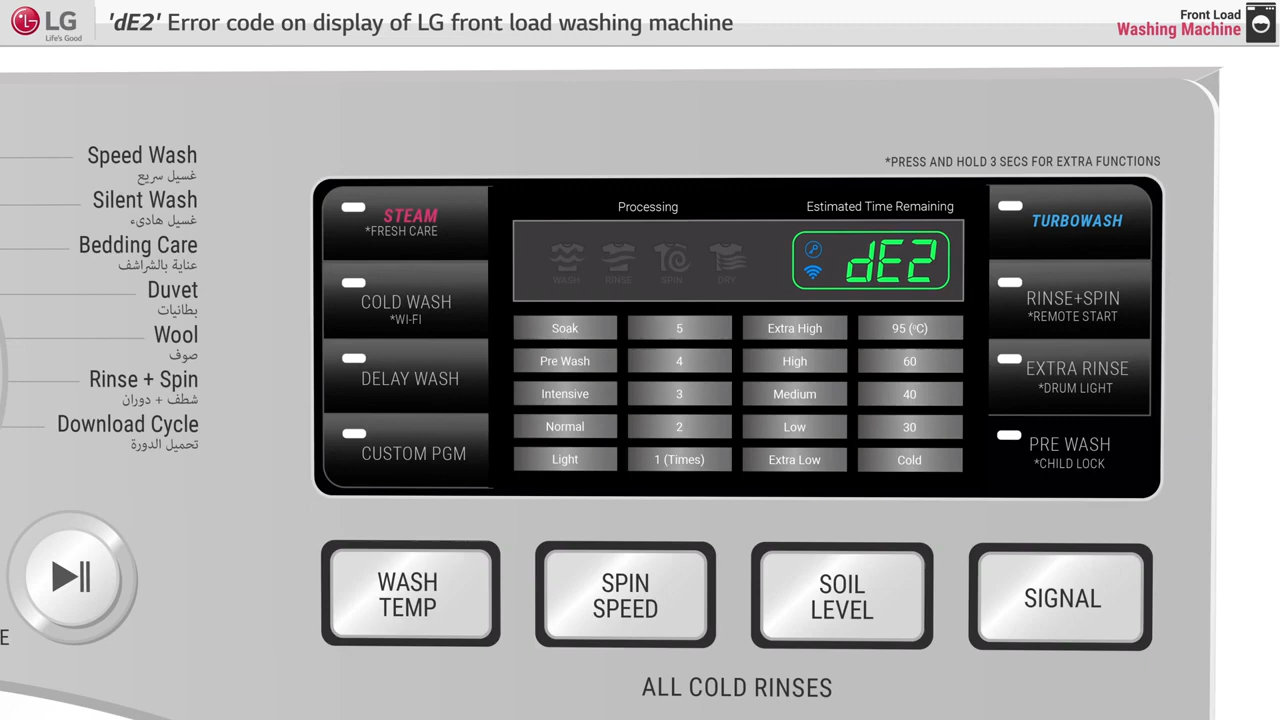 LG
Life's Good
'dE2' Error code on display of LG front load washing machine
Front Load
Washing Machine
Speed Wash
غسيل سريع
Silent Wash
غسيل هادىء
Bedding Care
عناية بالشراشف
Duvet
بطانيات
Wool
صوف
Rinse + Spin
شطف + دوران
Download Cycle
تحميل الدورة
*PRESS AND HOLD 3 SECS FOR EXTRA FUNCTIONS
STEAM
*FRESH CARE
COLD WASH
*WI-FI
DELAY WASH
CUSTOM PGM
Processing
Estimated Time Remaining
WASH RINSE SPIN DRY
dE2
Soak 5 Extra High 95 (ºC)
Pre Wash 4 High 60
Intensive 3 Medium 40
Normal 2 Low 30
Light 1 (Times) Extra Low Cold
TURBOWASH
RINSE+SPIN
*REMOTE START
EXTRA RINSE
*DRUM LIGHT
PRE WASH
*CHILD LOCK
E
WASH
TEMP
SPIN
SPEED
SOIL
LEVEL
SIGNAL
ALL COLD RINSES